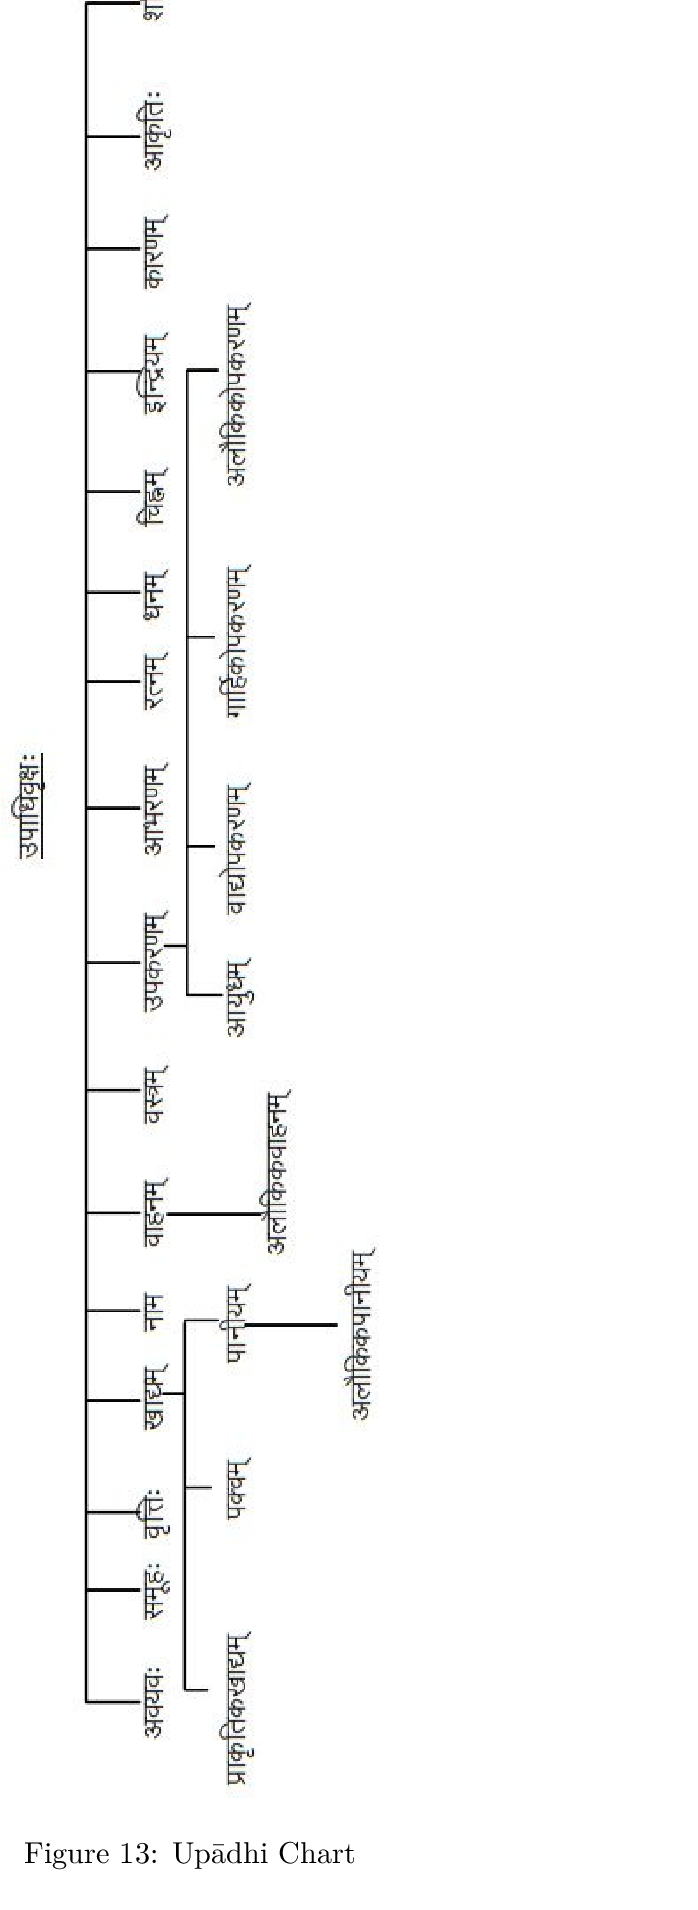 उपाधिवृक्षः
अवयवः
समूहः
वृत्तिः
खाद्यम्
नाम
वाहनम्
वस्त्रम्
उपकरणम्
आभरणम्
रत्नम्
धनम्
चिह्नम्
इन्द्रियम्
कारणम्
आकृतिः
प्राकृतिकखाद्यम्
पक्वम्
पानीयम्
आयुधम्
वाद्योपकरणम्
गार्हिकोपकरणम्
अलौकिकोपकरणम्
अलौकिकवाहनम्
अलौकिकपानीयम्
Figure 13: Upādhi Chart